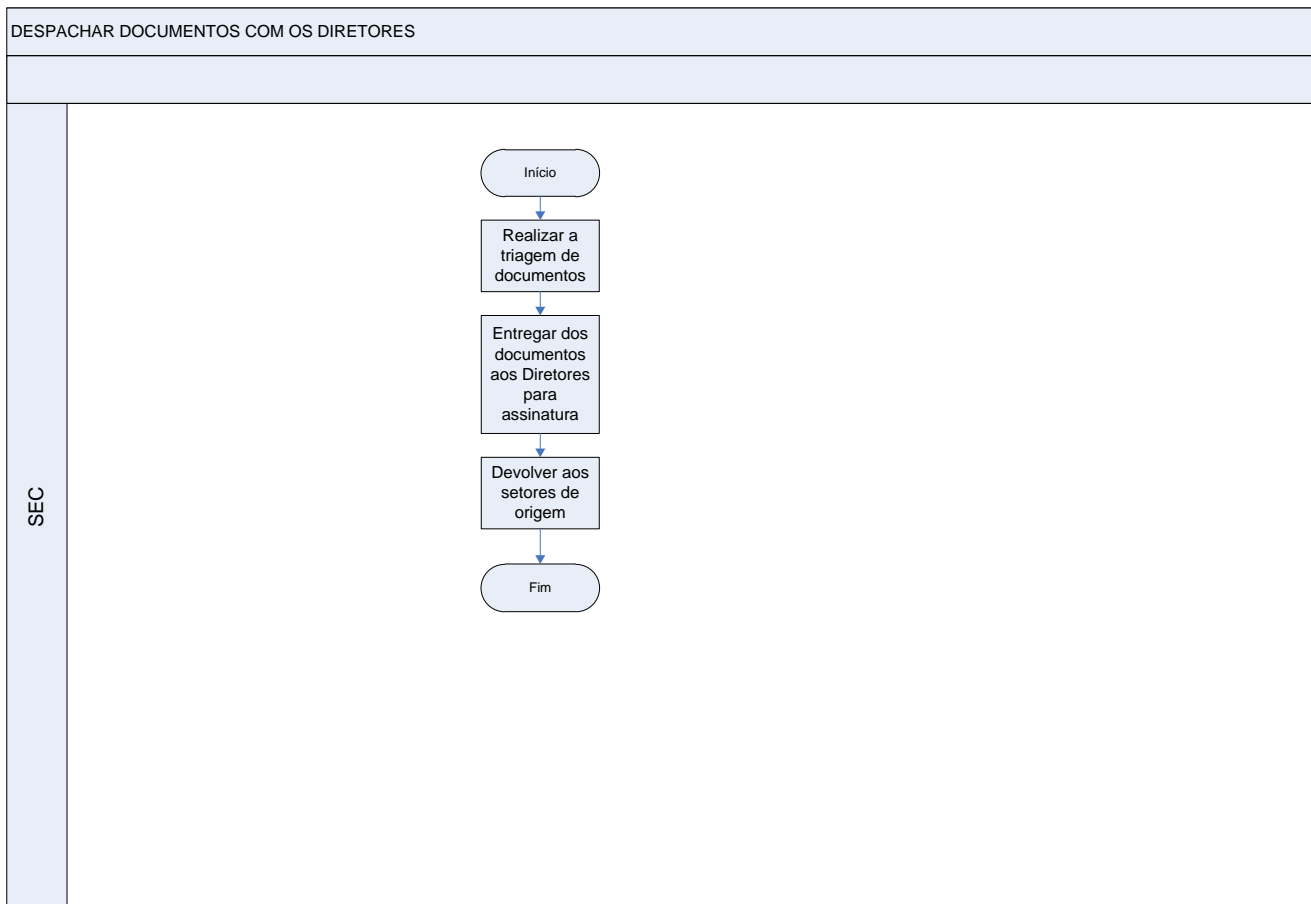 DESPACHAR DOCUMENTOS COM OS DIRETORES
SEC
Início
Realizar a
triagem de
documentos
Entregar dos
documentos
aos Diretores
para
assinatura
Devolver aos
setores de
origem
Fim